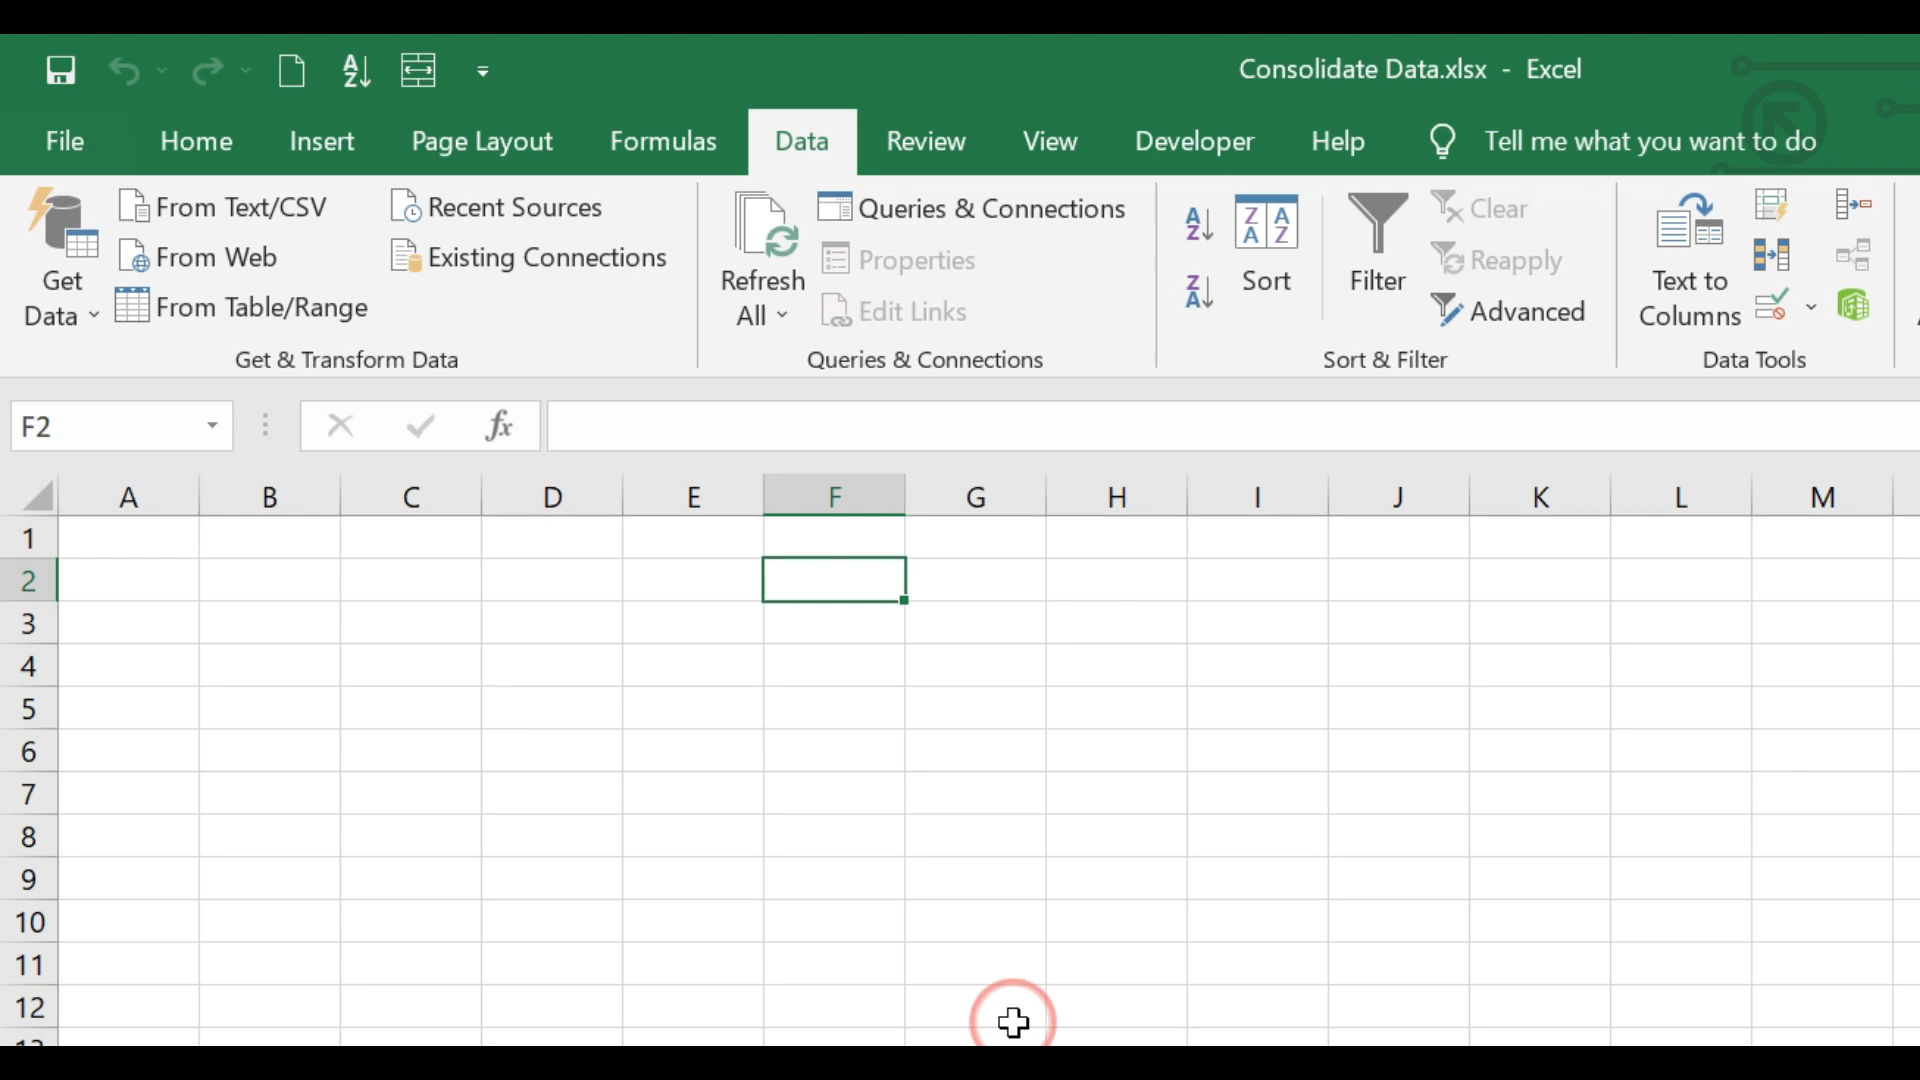 Consolidate Data.xlsx - Excel
File Home Insert Page Layout Formulas Data Review View Developer Help Tell me what you want to do
Get Data
From Text/CSV
From Web
From Table/Range
Recent Sources
Existing Connections
Get & Transform Data
Refresh All
Queries & Connections
Properties
Edit Links
Queries & Connections
Sort
Filter
Clear
Reapply
Advanced
Sort & Filter
Text to
Columns
Data Tools
F2
fx
A B C D E F G H I J K L M
1
2
3
4
5
6
7
8
9
10
11
12